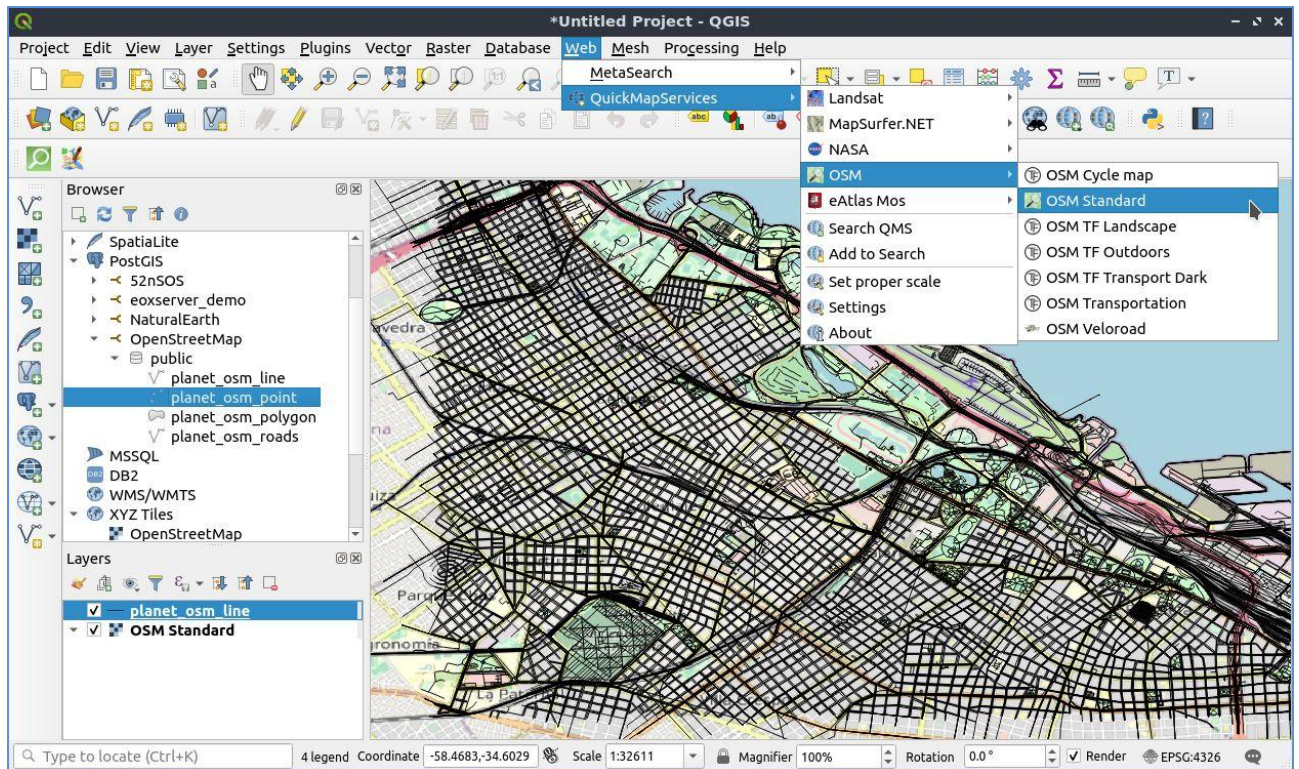 *Untitled Project - QGIS
Project Edit View Layer Settings Plugins Vector Raster Database Web Mesh Processing Help
MetaSearch
QuickMapServices
Landsat
MapSurfer.NET
NASA
OSM
eAtlas Mos
Search QMS
Add to Search
Set proper scale
Settings
About
OSM Cycle map
OSM Standard
OSM TF Landscape
OSM TF Outdoors
OSM TF Transport Dark
OSM Transportation
OSM Veloroad
Browser
SpatiaLite
PostGIS
52nSOS
eoxserver_demo
NaturalEarth
OpenStreetMap
public
planet_osm_line
planet_osm_point
planet_osm_polygon
planet_osm_roads
MSSQL
DB2
WMS/WMTS
XYZ Tiles
OpenStreetMap
Layers
planet_osm_line
OSM Standard
avedra
na
uiza
Parque
gronomía
La Pat
Type to locate (Ctrl+K) 4 legend Coordinate -58.4683,-34.6029 Scale 1:32611 Magnifier 100% Rotation 0.0 ° Render EPSG:4326